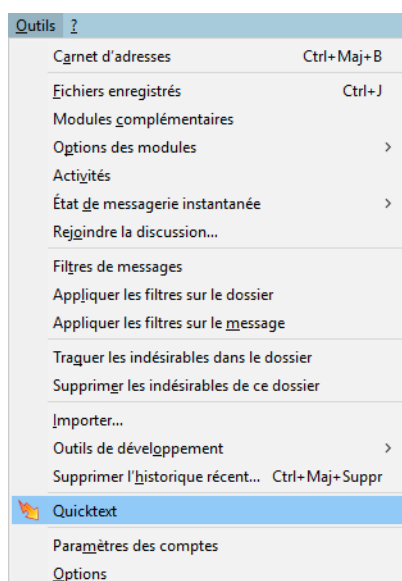 Outils ?
Carnet d'adresses Ctrl+Maj+B
Fichiers enregistrés Ctrl+J
Modules complémentaires
Options des modules >
Activités
État de messagerie instantanée >
Rejoindre la discussion...
Filtres de messages
Appliquer les filtres sur le dossier
Appliquer les filtres sur le message
Traquer les indésirables dans le dossier
Supprimer les indésirables de ce dossier
Importer...
Outils de développement >
Supprimer l'historique récent... Ctrl+Maj+Suppr
Quicktext
Paramètres des comptes
Options